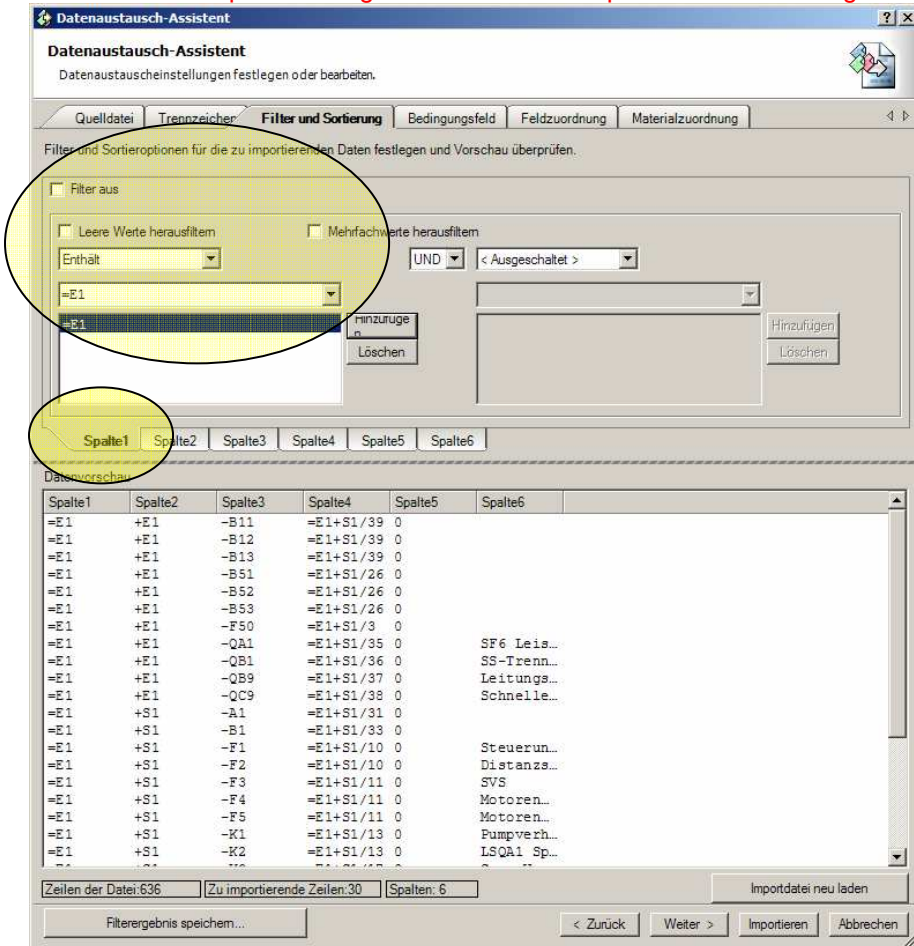 Datenaustausch-Assistent
Datenaustausch-Assistent
Datenaustauscheinstellungen festlegen oder bearbeiten.
Quelldatei Trennzeichen Filter und Sortierung Bedingungsfeld Feldzuordnung Materialzuordnung
Filter und Sortieroptionen für die zu importierenden Daten festlegen und Vorschau überprüfen.
Filter aus
Leere Werte herausfiltern Mehrfachwerte herausfiltern
Enthält UND < Ausgeschaltet >
=E1
=E1 Hinzufüge Hinzufügen
n
Löschen Löschen
Spalte1 Spalte2 Spalte3 Spalte4 Spalte5 Spalte6
Datenvorschau
Spalte1 Spalte2 Spalte3 Spalte4 Spalte5 Spalte6
=E1 +E1 -B11 =E1+S1/39 0
=E1 +E1 -B12 =E1+S1/39 0
=E1 +E1 -B13 =E1+S1/39 0
=E1 +E1 -B51 =E1+S1/26 0
=E1 +E1 -B52 =E1+S1/26 0
=E1 +E1 -B53 =E1+S1/26 0
=E1 +E1 -F50 =E1+S1/3 0
=E1 +E1 -QA1 =E1+S1/35 0 SF6 Leis…
=E1 +E1 -QB1 =E1+S1/36 0 SS-Trenn…
=E1 +E1 -QB9 =E1+S1/37 0 Leitungs…
=E1 +E1 -QC9 =E1+S1/38 0 Schnelle…
=E1 +S1 -A1 =E1+S1/31 0
=E1 +S1 -B1 =E1+S1/33 0
=E1 +S1 -F1 =E1+S1/10 0 Steuerun…
=E1 +S1 -F2 =E1+S1/10 0 Distanzs…
=E1 +S1 -F3 =E1+S1/11 0 SVS
=E1 +S1 -F4 =E1+S1/11 0 Motoren…
=E1 +S1 -F5 =E1+S1/11 0 Motoren…
=E1 +S1 -K1 =E1+S1/13 0 Pumpverh…
=E1 +S1 -K2 =E1+S1/13 0 LSQA1 Sp…
Zeilen der Datei:636 Zu importierende Zeilen:30 Spalten: 6 Importdatei neu laden
Filterergebnis speichern... < Zurück Weiter > Importieren Abbrechen